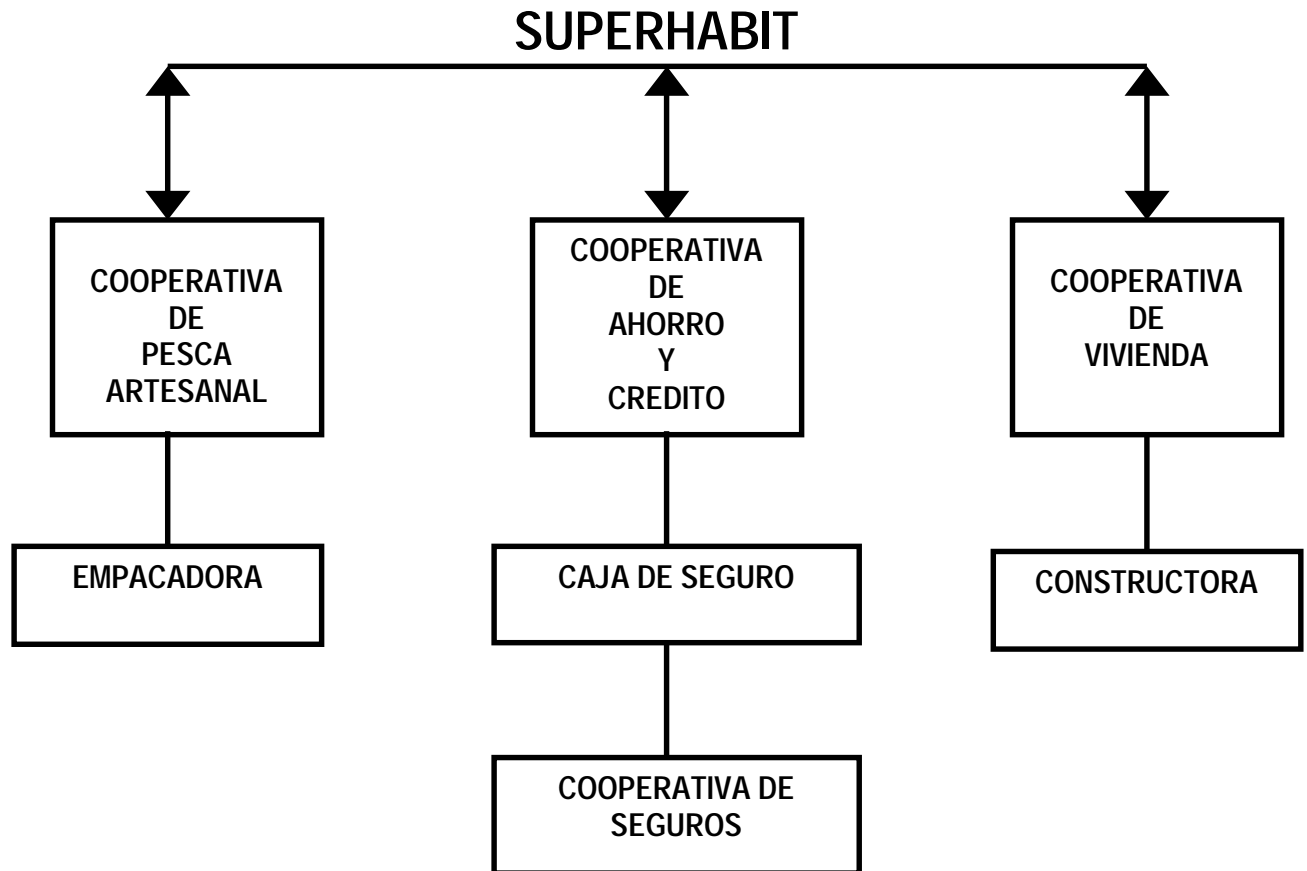 SUPERHABIT
COOPERATIVA
DE
PESCA
ARTESANAL
COOPERATIVA
DE
AHORRO
Y
CREDITO
COOPERATIVA
DE
VIVIENDA
EMPACADORA
CAJA DE SEGURO
CONSTRUCTORA
COOPERATIVA DE
SEGUROS